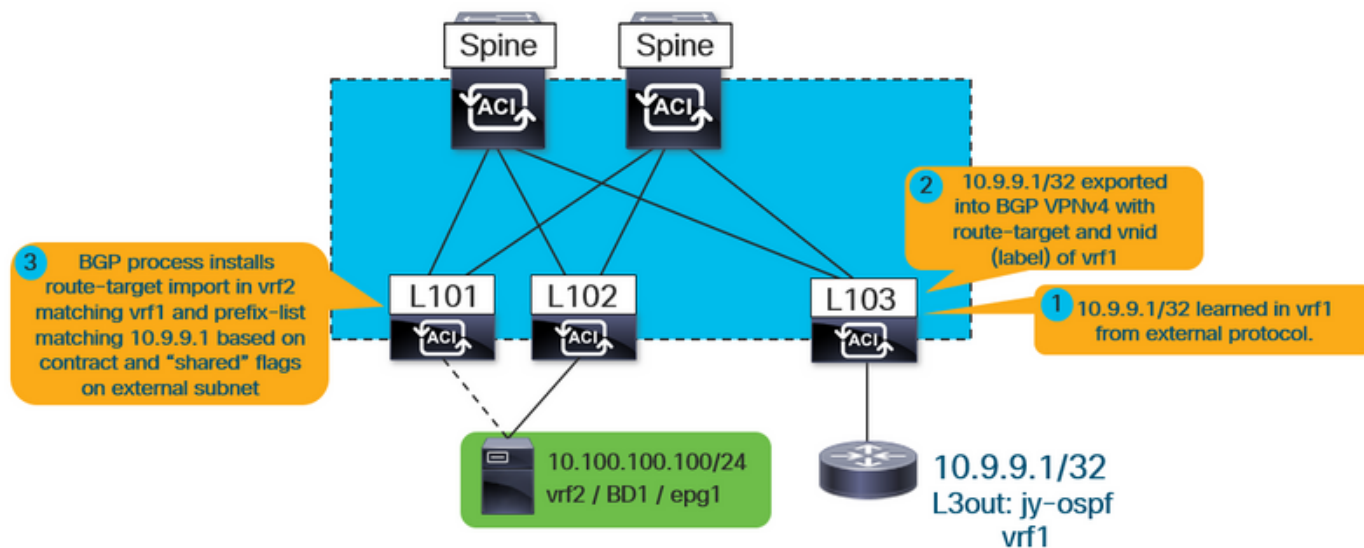 Spine
Spine
ACI
ACI
2 10.9.9.1/32 exported
into BGP VPNv4 with
route-target and vnid
(label) of vrf1
3 BGP process installs
route-target import in vrf2
matching vrf1 and prefix-list
matching 10.9.9.1 based on
contract and “shared” flags
on external subnet
L101
L102
L103
ACI
ACI
ACI
1 10.9.9.1/32 learned in vrf1
from external protocol.
10.100.100.100/24
vrf2 / BD1 / epg1
10.9.9.1/32
L3out: jy-ospf
vrf1